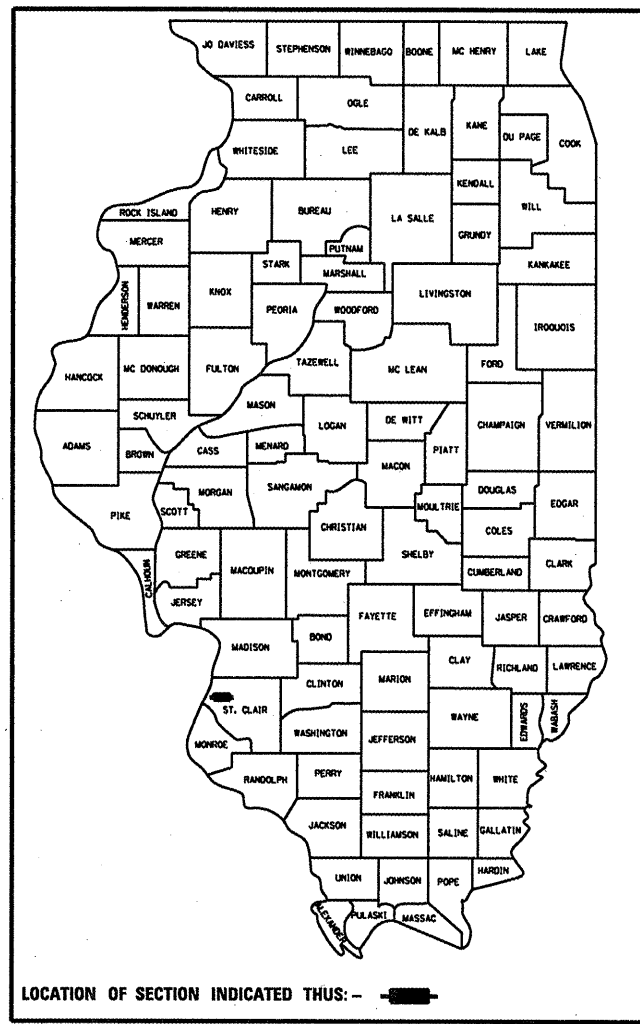 JO DAVIESS STEPHENSON WINNEBAGO BOONE MC HENRY LAKE
CARROLL OGLE DE KALB KANE DU PAGE COOK
WHITESIDE LEE
KENDALL WILL
ROCK ISLAND HENRY BUREAU LA SALLE GRUNDY
MERCER PUTNAM
STARK MARSHALL KANKAKEE
HENDERSON WARREN KNOX PEORIA WOODFORD LIVINGSTON IROQUOIS
HANCOCK MC DONOUGH FULTON TAZEWELL MC LEAN FORD
MASON
SCHUYLER LOGAN DE WITT CHAMPAIGN VERMILION
ADAMS BROWN CASS MENARD MACON PIATT
PIKE SCOTT MORGAN SANGAMON MOULTRIE DOUGLAS EDGAR
CHRISTIAN COLES
GREENE MACOUPIN MONTGOMERY SHELBY CUMBERLAND CLARK
CALHOUN JERSEY
FAYETTE EFFINGHAM JASPER CRAWFORD
MADISON BOND
CLAY RICHLAND LAWRENCE
CLINTON MARION
ST. CLAIR WAYNE EDWARDS WABASH
MONROE WASHINGTON JEFFERSON
RANDOLPH PERRY HAMILTON WHITE
FRANKLIN
JACKSON WILLIAMSON SALINE GALLATIN
UNION JOHNSON POPE HARDIN
ALEXANDER PULASKI MASSAC
LOCATION OF SECTION INDICATED THUS: –